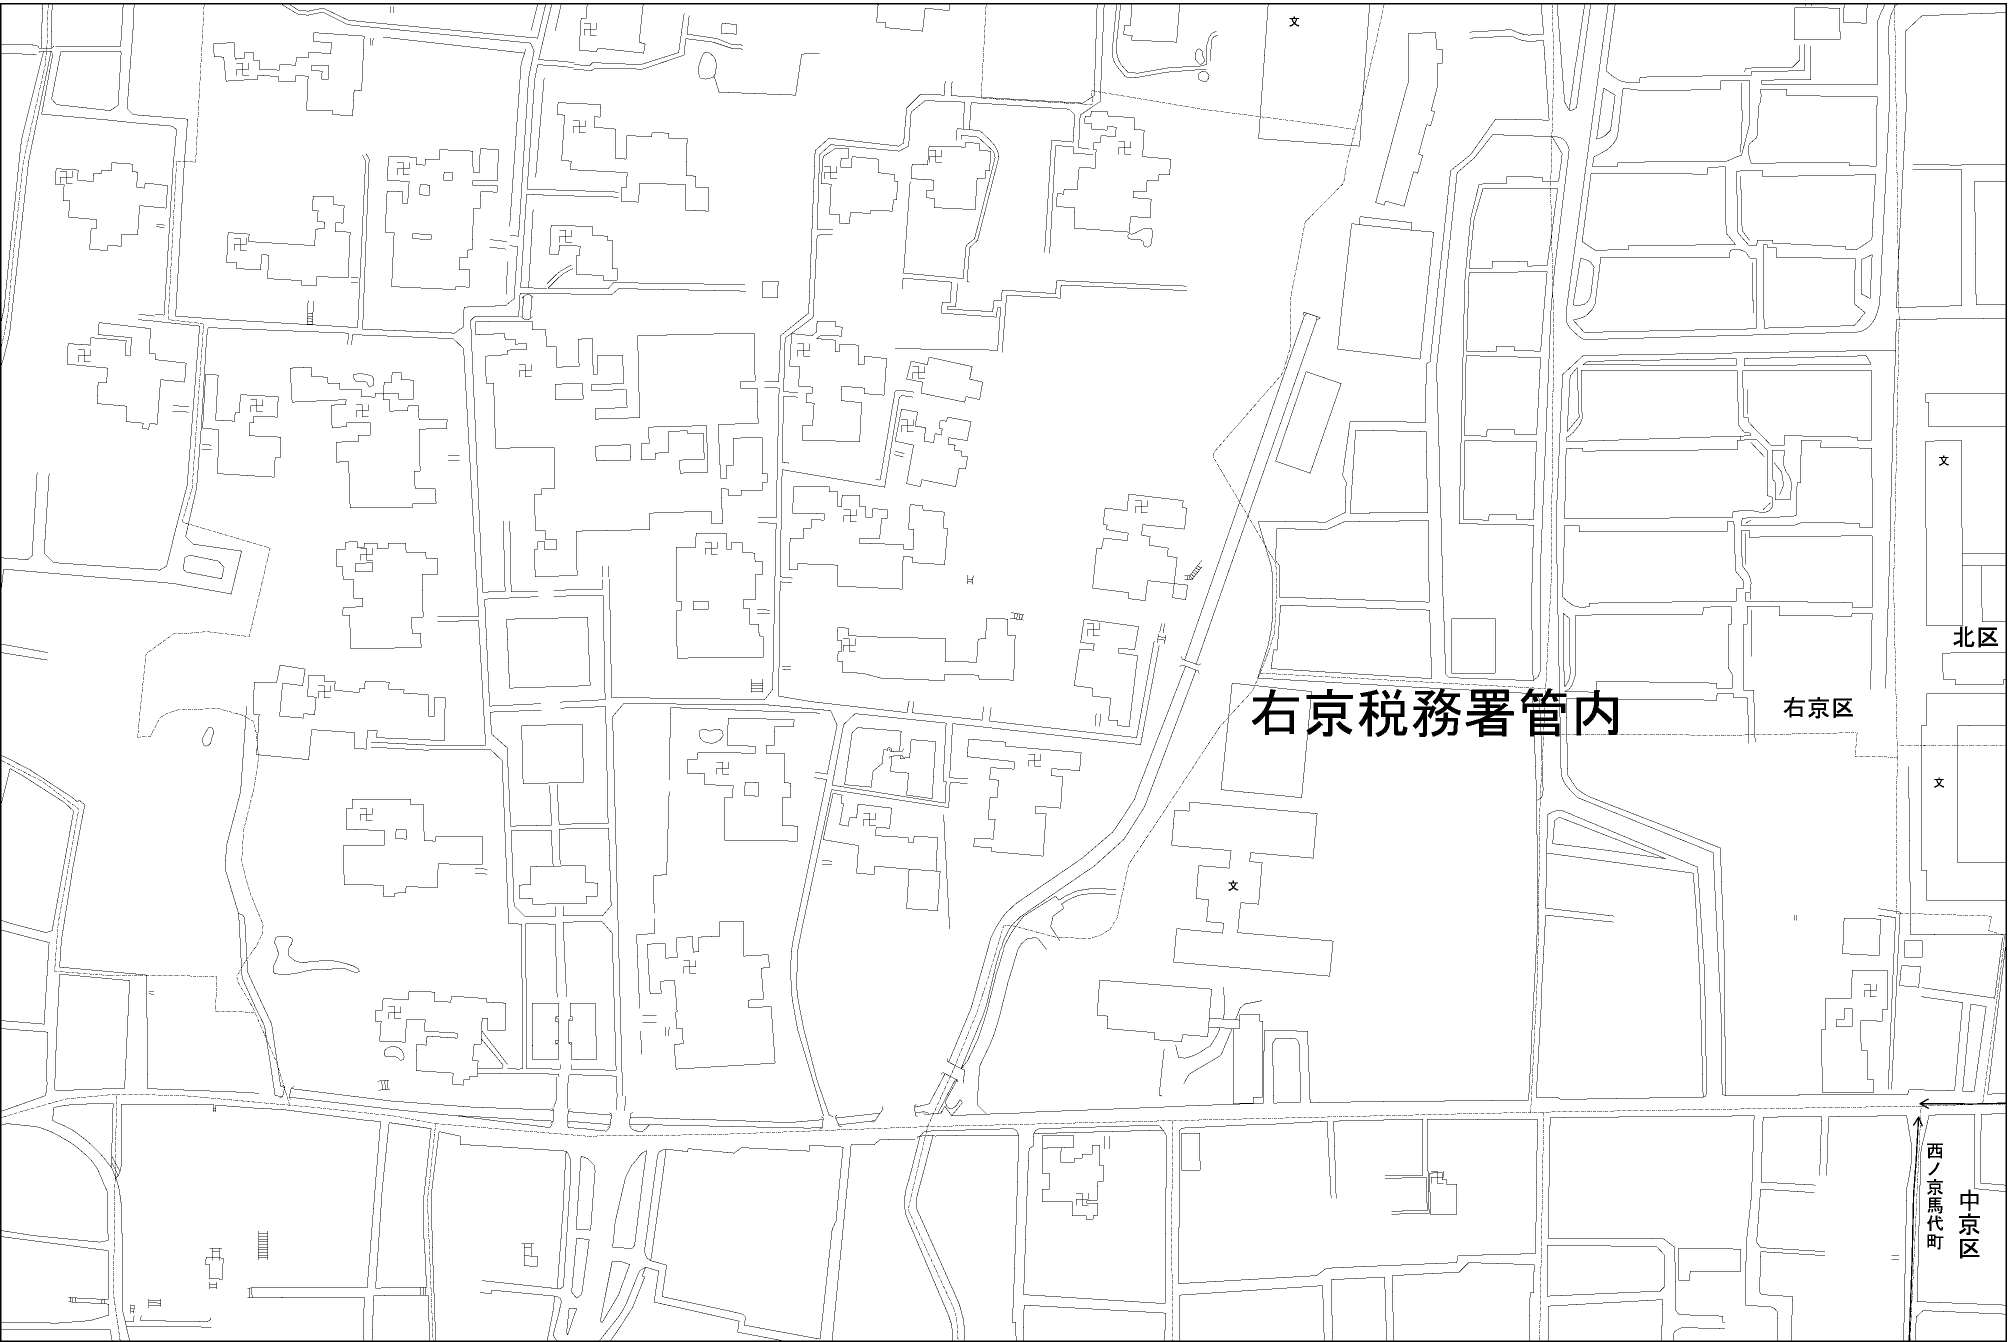 文
文
北区
右京税務署管内
右京区
文
文
西ノ京馬代町
中京区